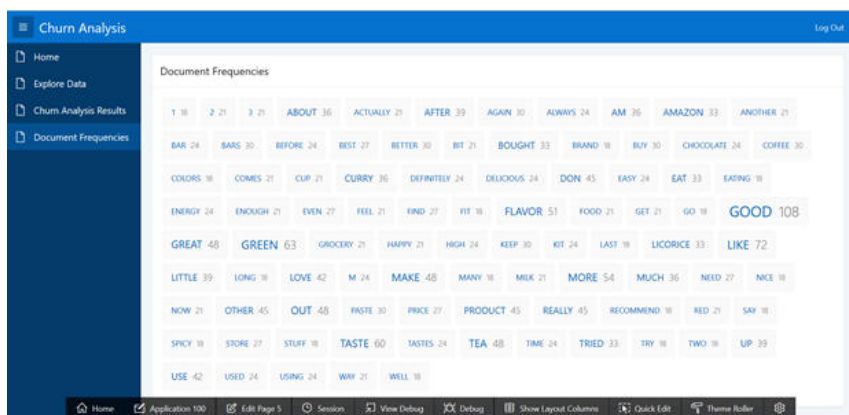 Churn Analysis
Log Out
Home
Explore Data
Churn Analysis Results
Document Frequencies
Document Frequencies
1 18 2 21 3 21 ABOUT 36 ACTUALLY 21 AFTER 39 AGAIN 30 ALWAYS 24 AM 36 AMAZON 33 ANOTHER 21
BAR 24 BARS 30 BEFORE 24 BEST 27 BETTER 30 BIT 21 BOUGHT 33 BRAND 18 BUY 30 CHOCOLATE 24 COFFEE 30
COLORS 18 COMES 21 CUP 21 CURRY 36 DEFINITELY 24 DELICIOUS 24 DON 45 EASY 24 EAT 33 EATING 18
ENERGY 24 ENOUGH 21 EVEN 27 FEEL 21 FIND 27 FIT 18 FLAVOR 51 FOOD 21 GET 21 GO 18 GOOD 108
GREAT 48 GREEN 63 GROCERY 21 HAPPY 21 HIGH 24 KEEP 30 KIT 24 LAST 18 LICORICE 33 LIKE 72
LITTLE 39 LONG 18 LOVE 42 M 24 MAKE 48 MANY 18 MILK 21 MORE 54 MUCH 36 NEED 27 NICE 18
NOW 21 OTHER 45 OUT 48 PASTE 30 PRICE 27 PRODUCT 45 REALLY 45 RECOMMEND 18 RED 21 SAY 18
SPICY 18 STORE 27 STUFF 18 TASTE 60 TASTES 24 TEA 48 TIME 24 TRIED 33 TRY 18 TWO 18 UP 39
USE 42 USED 24 USING 24 WAY 21 WELL 18
Home Application 100 Edit Page 5 Session View Debug Debug Show Layout Columns Quick Edit Theme Roller